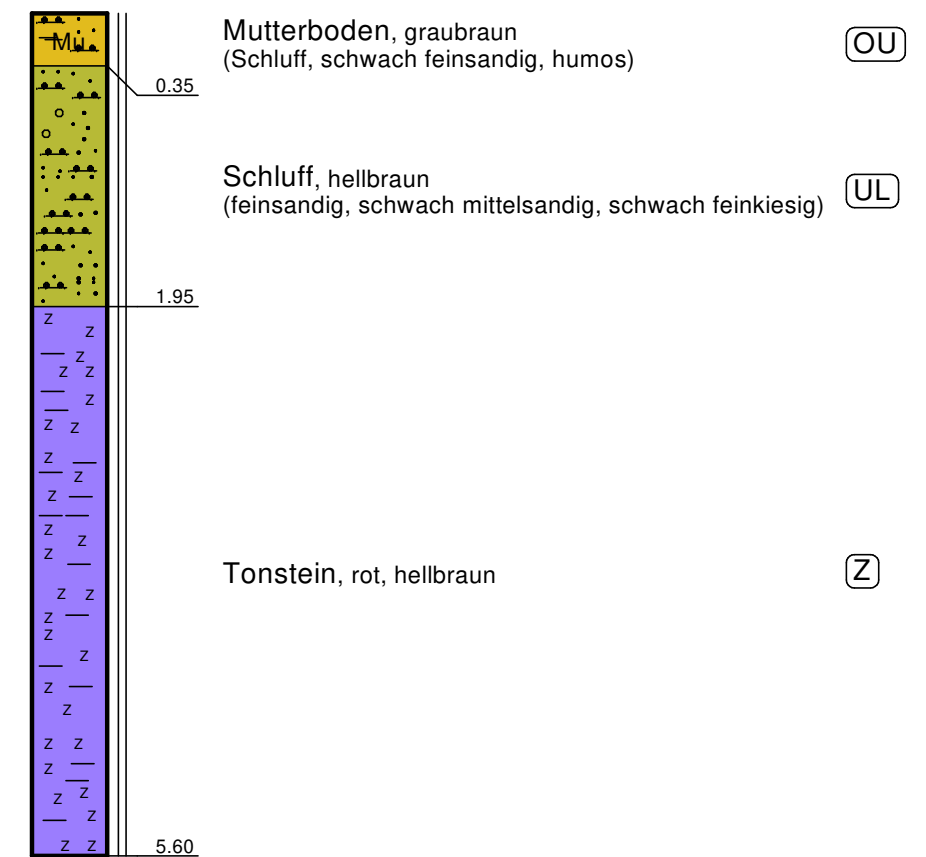 Mu
Mutterboden, graubraun
(Schluff, schwach feinsandig, humos)
OU
0.35
Schluff, hellbraun
(feinsandig, schwach mittelsandig, schwach feinkiesig)
UL
1.95
z
z
z
z z
z
z z
z
z
z
z
z
z
z z
z
z
z
z
z
z z
z
z z
z
z z
Tonstein, rot, hellbraun
Z
5.60